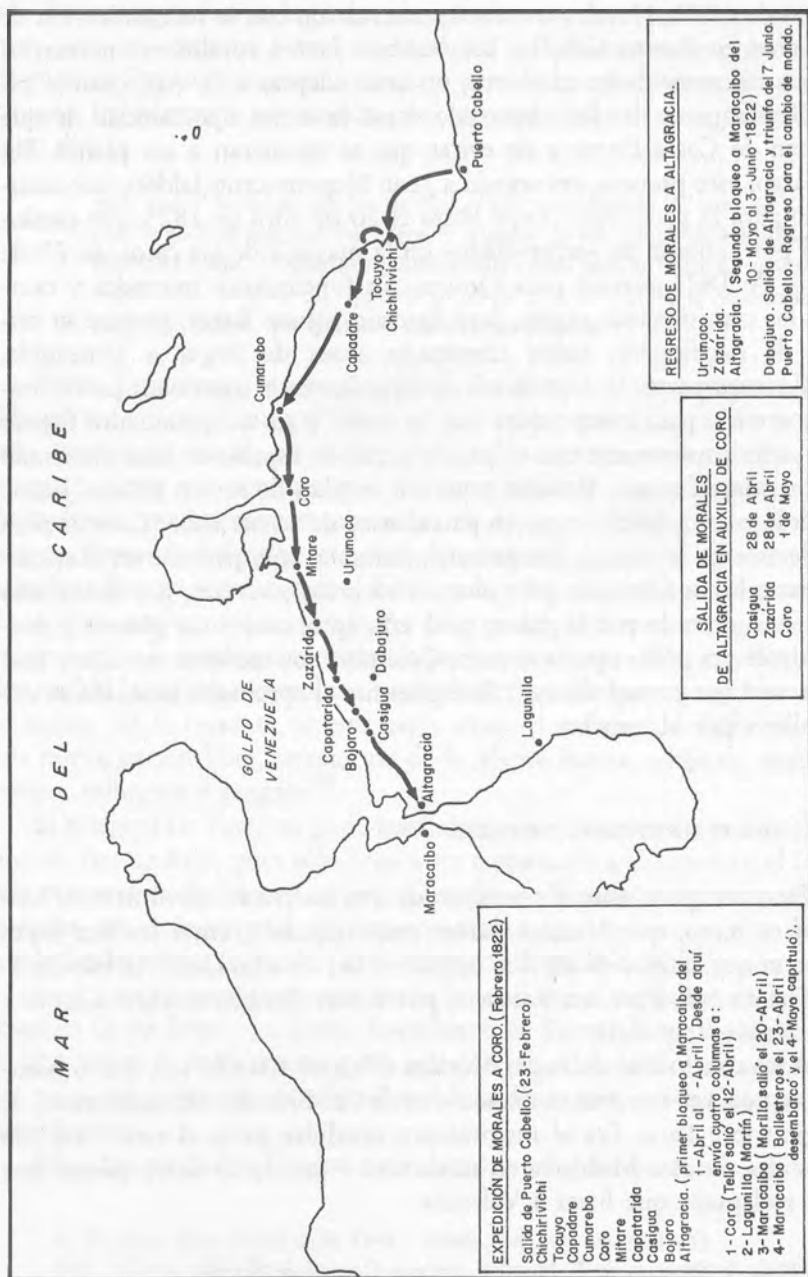 MAR DEL CARIBE
GOLFO DE
VENEZUELA
Puerto Cabello
Chichirivichi
Tocuyo
Capadare
Cumarebo
Coro
Mitare
Urumaco
Zazárida
Dabajuro
Capatarida
Casigua
Bojoro
Altagracia
Maracaibo
Lagunilla
EXPEDICIÓN DE MORALES A CORO. (Febrero 1822)
Salida de Puerto Cabello (23-Febrero)
Chichirivichi
Tocuyo
Capadare
Cumarebo
Coro
Mitare
Capatarida
Casigua
Bojoro
Altagracia. (Primer bloqueo a Maracaibo del
1-Abril al 28-Abril). Desde aquí
envía cuatro columnas a:
1- Coro (Tello salió el 12-Abril).
2- Lagunilla (Martín )
3- Maracaibo ( Morillo salió el 20-Abril).
4- Maracaibo ( Ballesteros el 23-Abril
desembarcó y el 4-Mayo capituló).
SALIDA DE MORALES
DE ALTAGRACIA EN AUXILIO DE CORO
Casigua 28 de Abril
Zazárida 28 de Abril
Coro 1 de Mayo
REGRESO DE MORALES A ALTAGRACIA.
Urumaco.
Zazárida.
Altagracia. ( Segundo bloqueo a Maracaibo del
10-Mayo al 3-Junio-1822)
Dabajuro. Salió de Altagracia y triunfo del 7 Junio.
Puerto Cabello. Regreso para el cambio de mando.